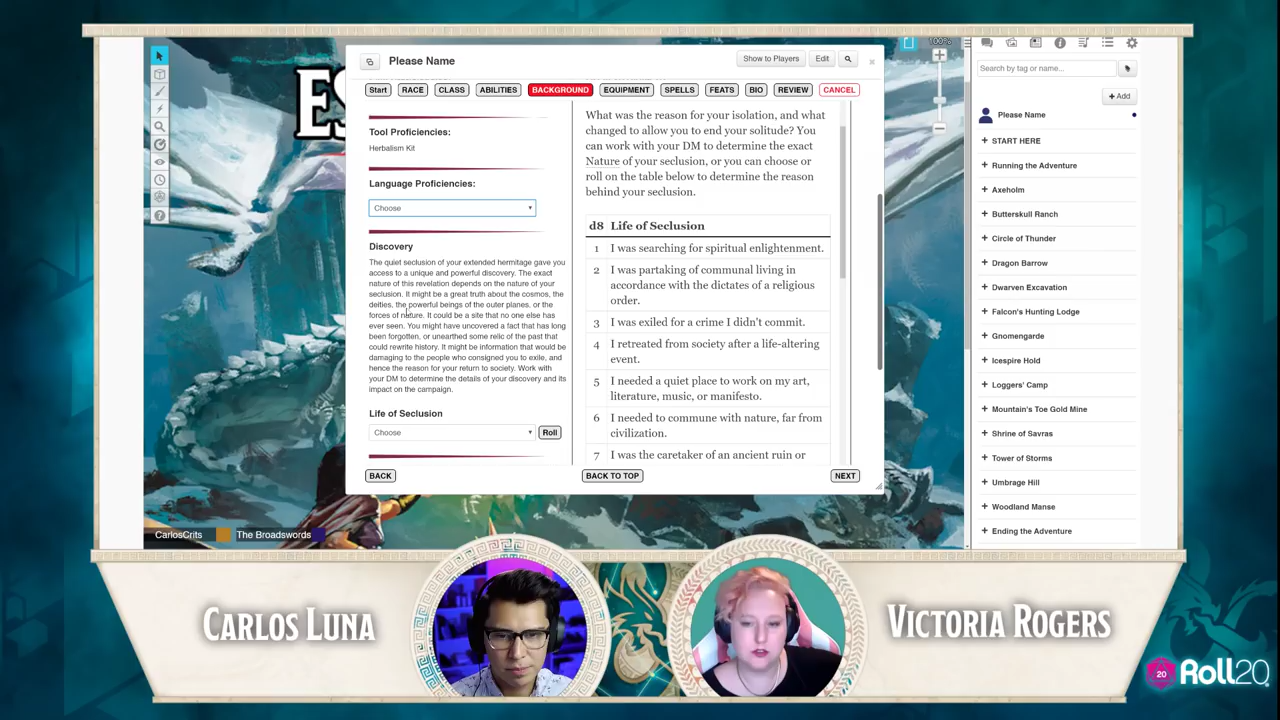 ES
Please Name
Show to Players
Edit
Start
RACE
CLASS
ABILITIES
BACKGROUND
EQUIPMENT
SPELLS
FEATS
BIO
REVIEW
CANCEL
Tool Proficiencies:
Herbalism Kit
Language Proficiencies:
Choose
Discovery
The quiet seclusion of your extended hermitage gave you
access to a unique and powerful discovery. The exact
nature of this revelation depends on the nature of your
seclusion. It might be a great truth about the cosmos, the
deities, the powerful beings of the outer planes, or the
forces of nature. It could be a site that no one else has
ever seen. You might have uncovered a fact that has long
been forgotten, or unearthed some relic of the past that
could rewrite history. It might be information that would be
damaging to the people who consigned you to exile, and
hence the reason for your return to society. Work with
your DM to determine the details of your discovery and its
impact on the campaign.
Life of Seclusion
Choose
Roll
What was the reason for your isolation, and what
changed to allow you to end your solitude? You
can work with your DM to determine the exact
Nature of your seclusion, or you can choose or
roll on the table below to determine the reason
behind your seclusion.
d8 Life of Seclusion
1 I was searching for spiritual enlightenment.
2 I was partaking of communal living in
accordance with the dictates of a religious
order.
3 I was exiled for a crime I didn't commit.
4 I retreated from society after a life-altering
event.
5 I needed a quiet place to work on my art,
literature, music, or manifesto.
6 I needed to commune with nature, far from
civilization.
7 I was the caretaker of an ancient ruin or
BACK
BACK TO TOP
NEXT
100%
Search by tag or name...
+ Add
Please Name
+ START HERE
+ Running the Adventure
+ Axeholm
+ Butterskull Ranch
+ Circle of Thunder
+ Dragon Barrow
+ Dwarven Excavation
+ Falcon's Hunting Lodge
+ Gnomengarde
+ Icespire Hold
+ Loggers' Camp
+ Mountain's Toe Gold Mine
+ Shrine of Savras
+ Tower of Storms
+ Umbrage Hill
+ Woodland Manse
+ Ending the Adventure
CarlosCrits
The Broadswords
CARLOS LUNA
VICTORIA ROGERS
20
Roll20